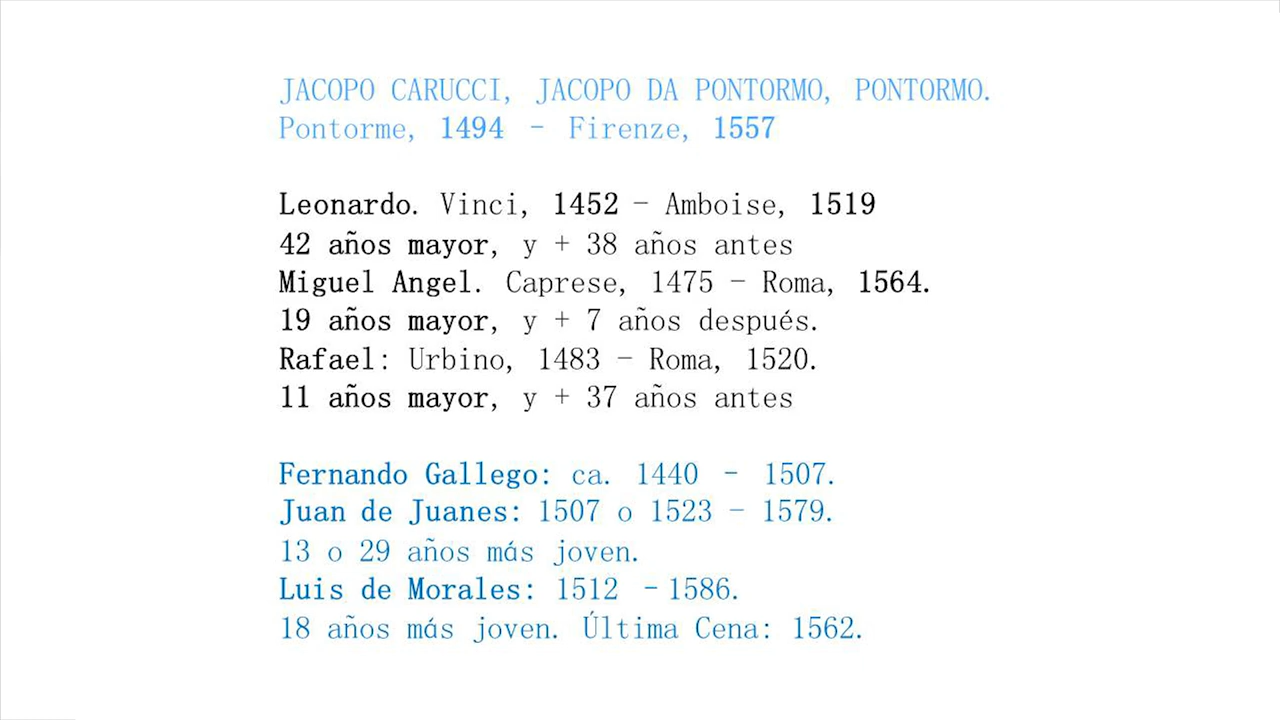 JACOPO CARUCCI, JACOPO DA PONTORMO, PONTORMO.
Pontorme, 1494 – Firenze, 1557
Leonardo. Vinci, 1452 – Amboise, 1519
42 años mayor, y + 38 años antes
Miguel Angel. Caprese, 1475 – Roma, 1564.
19 años mayor, y + 7 años después.
Rafael: Urbino, 1483 – Roma, 1520.
11 años mayor, y + 37 años antes
Fernando Gallego: ca. 1440 – 1507.
Juan de Juanes: 1507 o 1523 – 1579.
13 o 29 años más joven.
Luis de Morales: 1512 –1586.
18 años más joven. Última Cena: 1562.